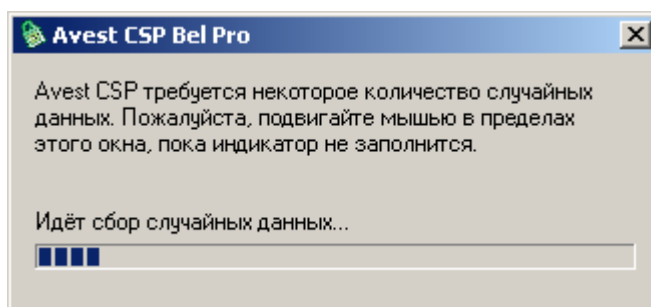 Avest CSP Bel Pro
Avest CSP требуется некоторое количество случайных
данных. Пожалуйста, подвигайте мышью в пределах
этого окна, пока индикатор не заполнится.
Идёт сбор случайных данных...